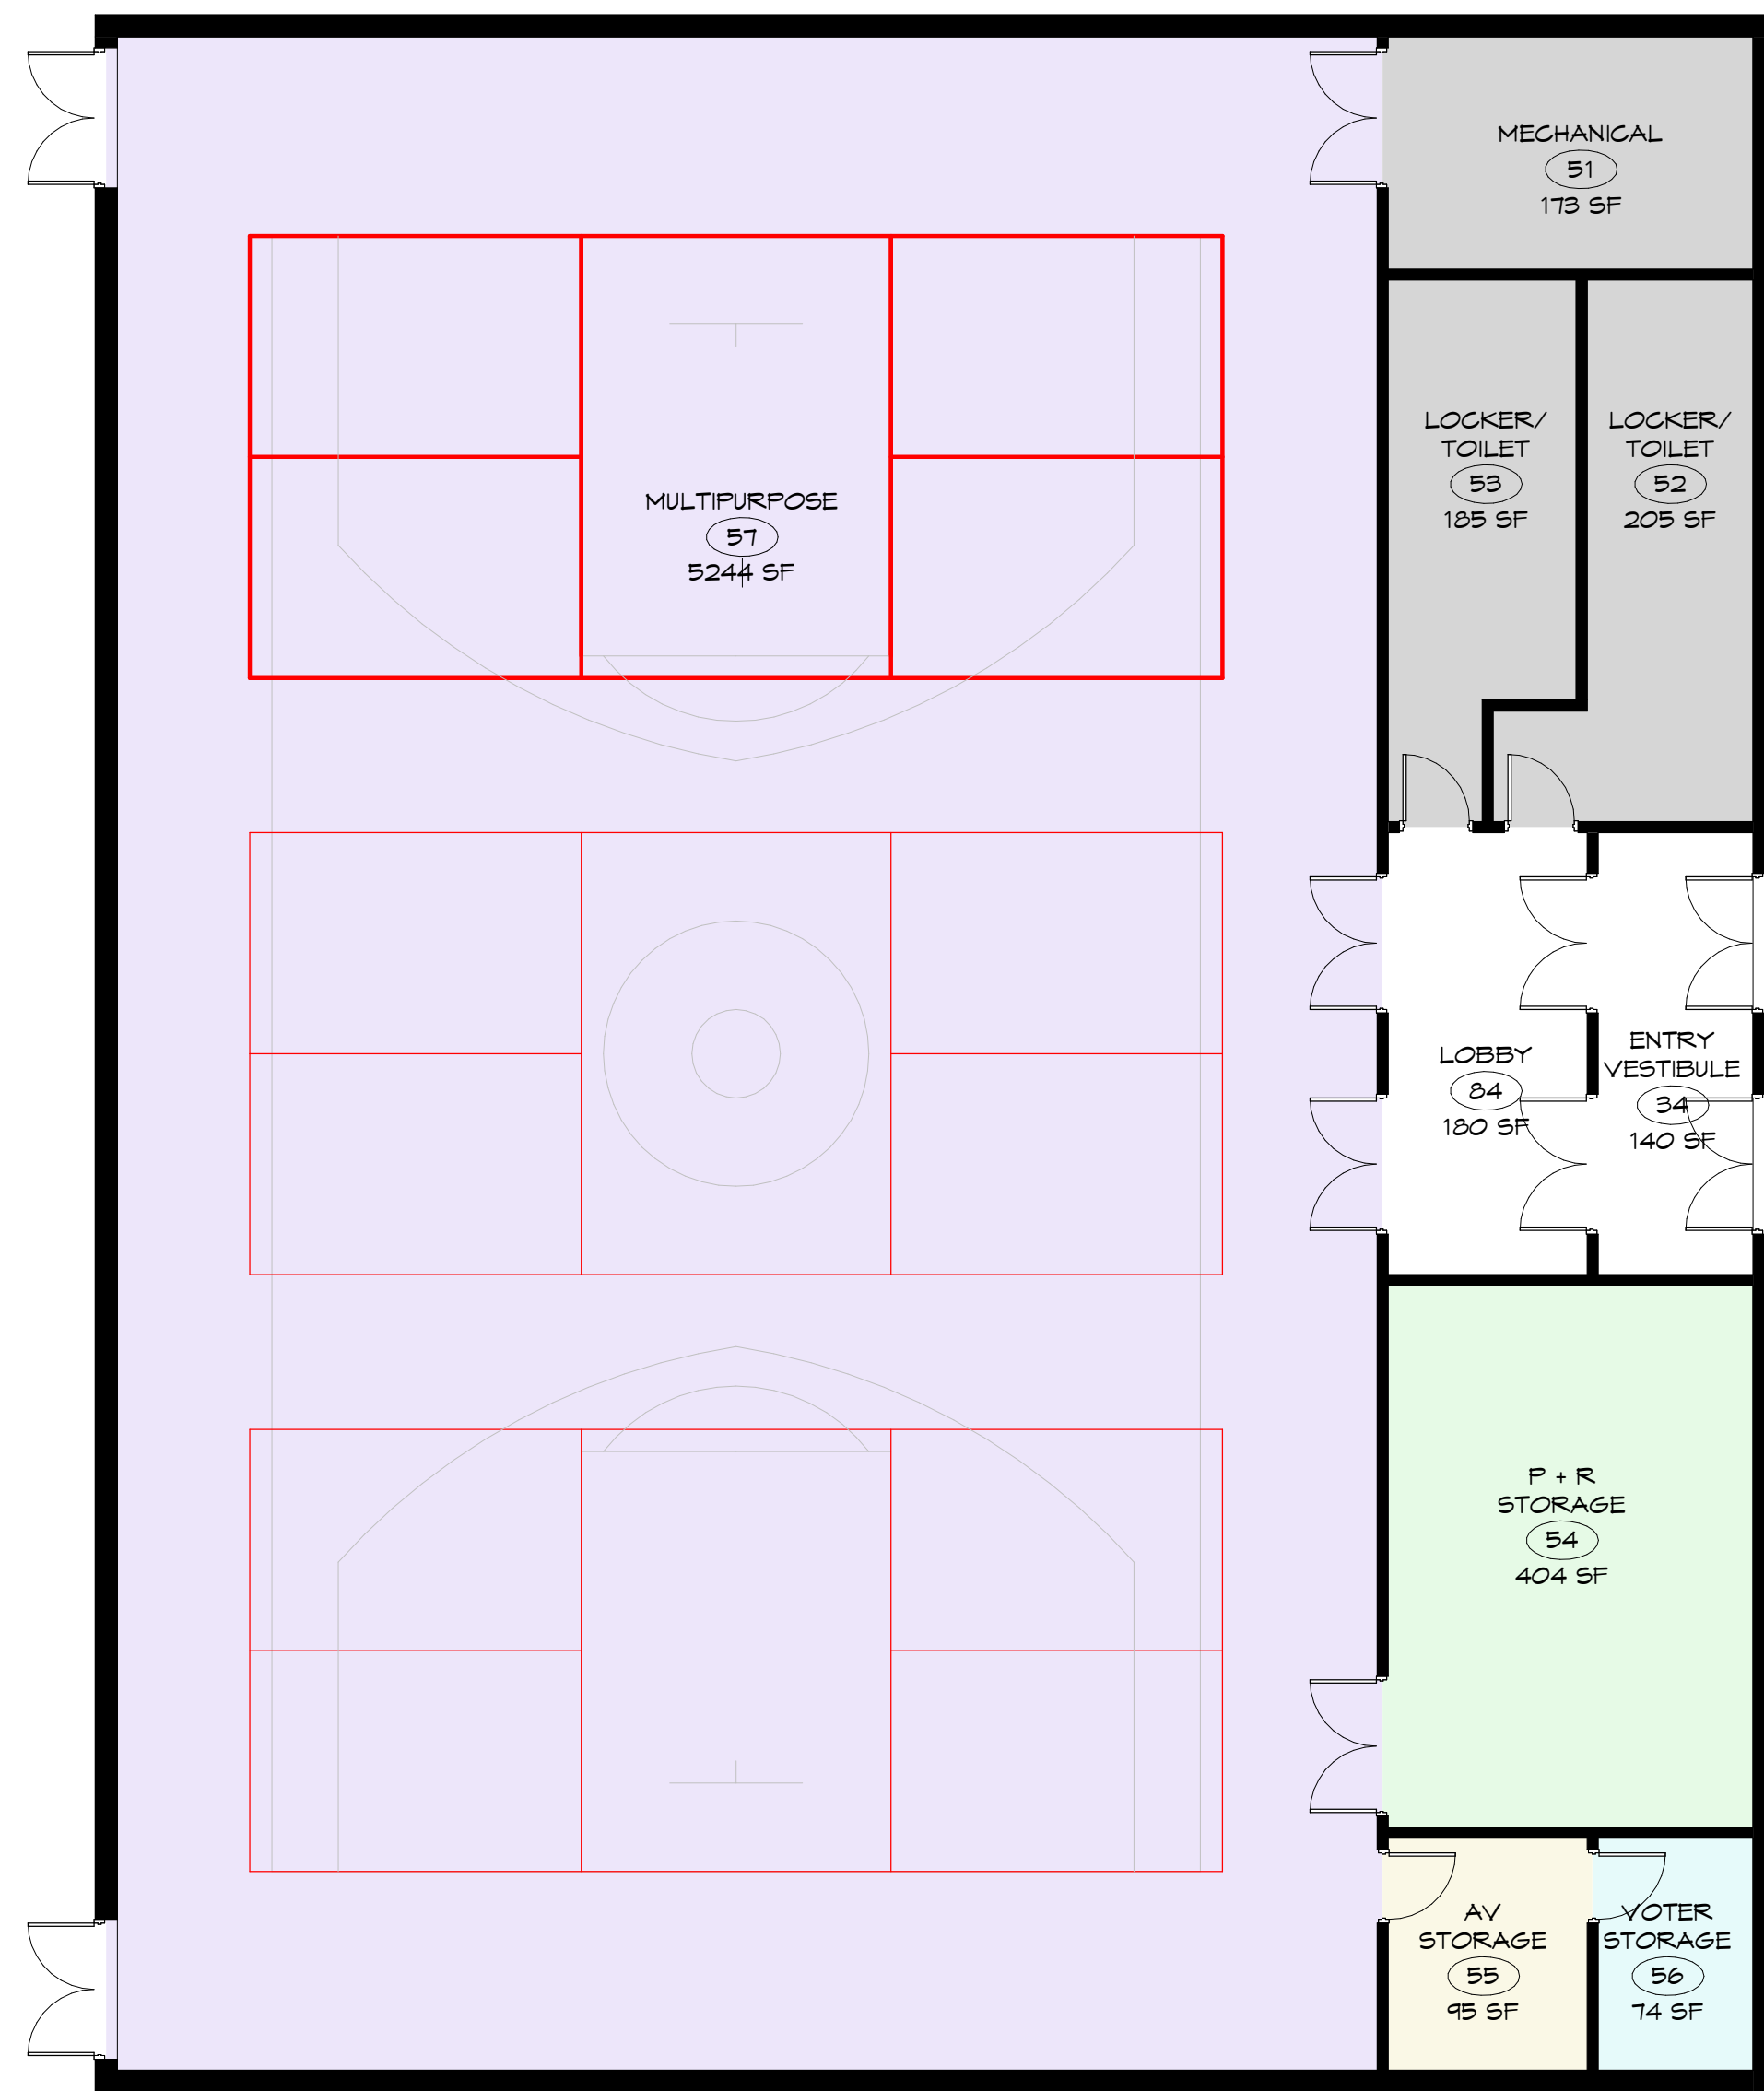 MECHANICAL
51
173 SF
LOCKER/
TOILET
53
185 SF
LOCKER/
TOILET
52
205 SF
MULTIPURPOSE
57
5244 SF
LOBBY
84
180 SF
ENTRY
VESTIBULE
34
140 SF
P + R
STORAGE
54
404 SF
AV
STORAGE
55
95 SF
VOTER
STORAGE
56
74 SF